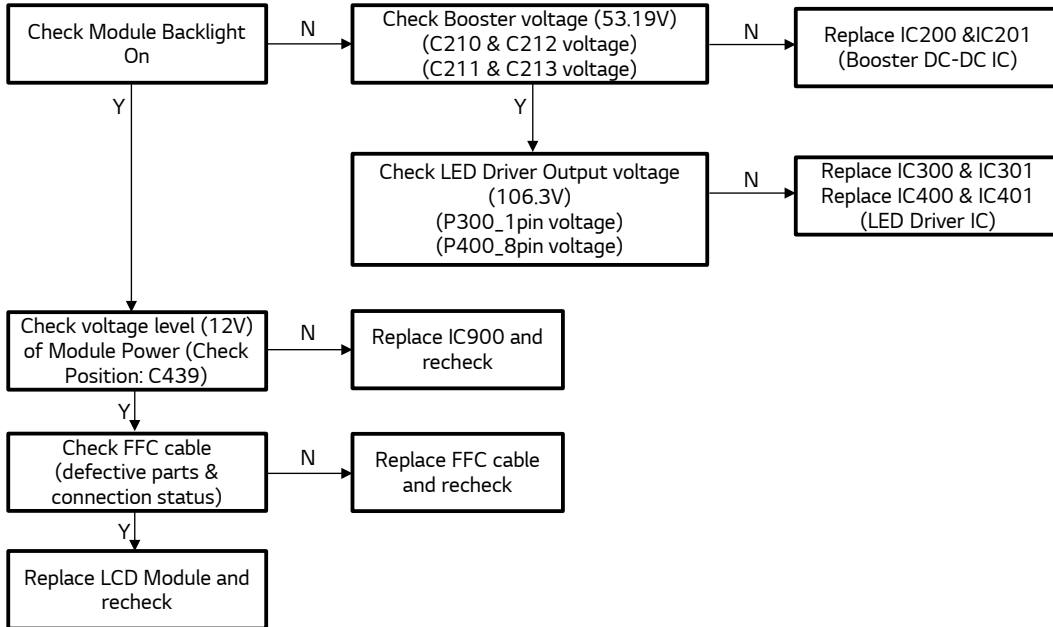 Check Module Backlight
On
N
Check Booster voltage (53.19V)
(C210 & C212 voltage)
(C211 & C213 voltage)
N
Replace IC200 &IC201
(Booster DC-DC IC)
Y
Y
Check LED Driver Output voltage
(106.3V)
(P300_1pin voltage)
(P400_8pin voltage)
N
Replace IC300 & IC301
Replace IC400 & IC401
(LED Driver IC)
Check voltage level (12V)
of Module Power (Check
Position: C439)
N
Replace IC900 and
recheck
Y
Check FFC cable
(defective parts &
connection status)
N
Replace FFC cable
and recheck
Y
Replace LCD Module and
recheck